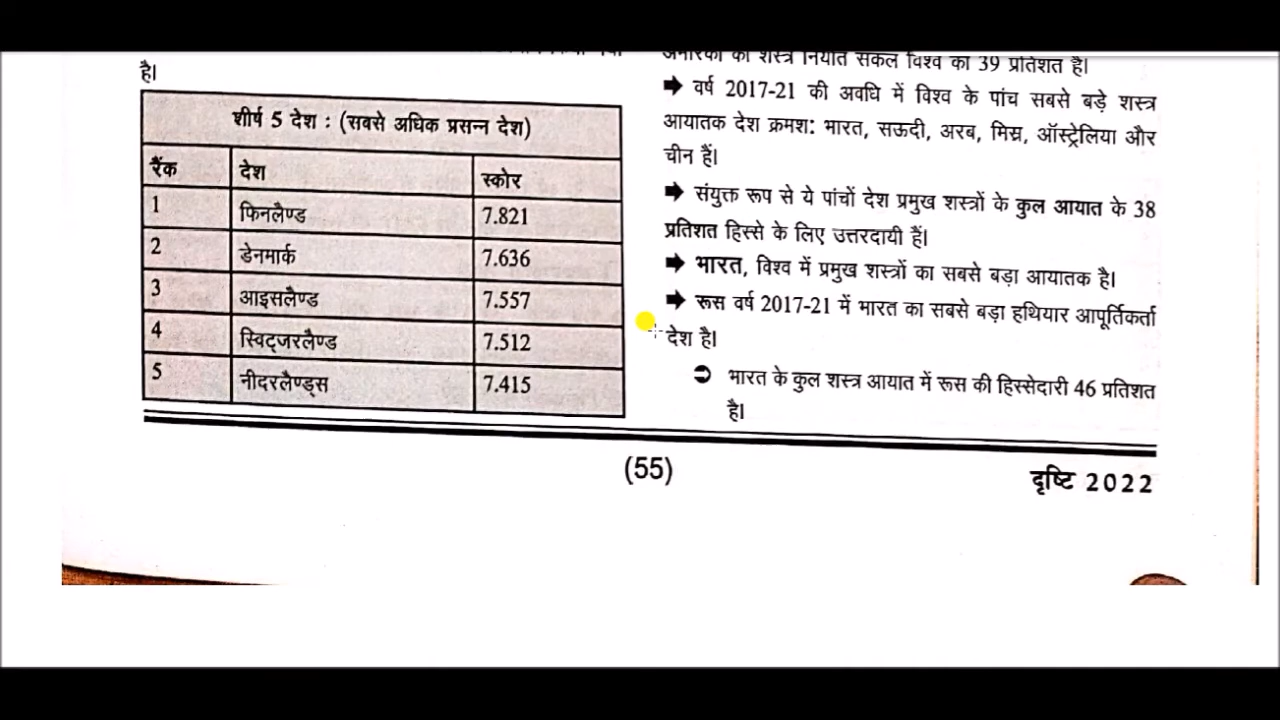 है।
शीर्ष 5 देश : (सबसे अधिक प्रसन्न देश)
रैंक देश स्कोर
1 फिनलैण्ड 7.821
2 डेनमार्क 7.636
3 आइसलैण्ड 7.557
4 स्विट्जरलैण्ड 7.512
5 नीदरलैण्ड्स 7.415
अमेरिका का शस्त्र निर्यात सकल विश्व का 39 प्रतिशत है।
➡ वर्ष 2017-21 की अवधि में विश्व के पांच सबसे बड़े शस्त्र
आयातक देश क्रमश: भारत, सऊदी, अरब, मिस्र, ऑस्ट्रेलिया और
चीन हैं।
➡ संयुक्त रूप से ये पांचों देश प्रमुख शस्त्रों के कुल आयात के 38
प्रतिशत हिस्से के लिए उत्तरदायी हैं।
➡ भारत, विश्व में प्रमुख शस्त्रों का सबसे बड़ा आयातक है।
➡ रूस वर्ष 2017-21 में भारत का सबसे बड़ा हथियार आपूर्तिकर्ता
देश है।
➲ भारत के कुल शस्त्र आयात में रूस की हिस्सेदारी 46 प्रतिशत
है।
(55)
दृष्टि 2022